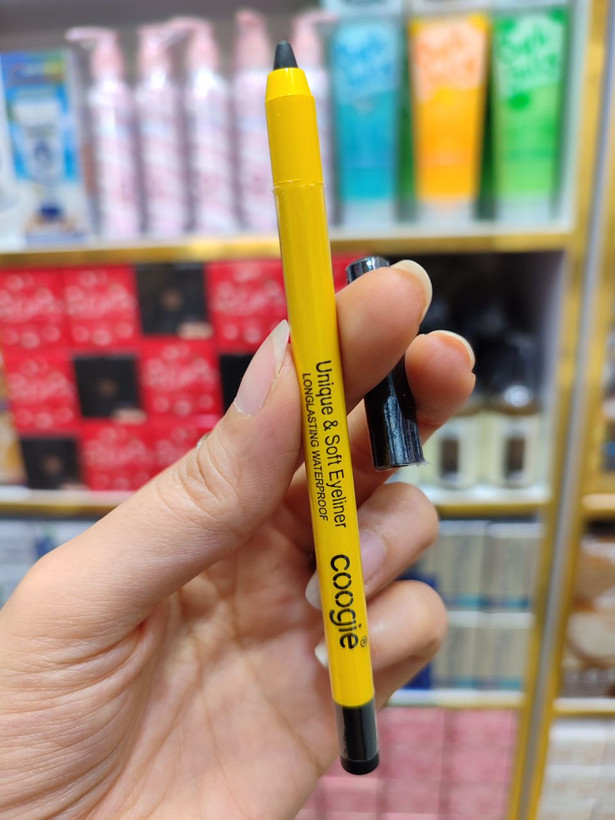 Unique & Soft Eyeliner
LONGLASTING WATERPROOF
coogie®